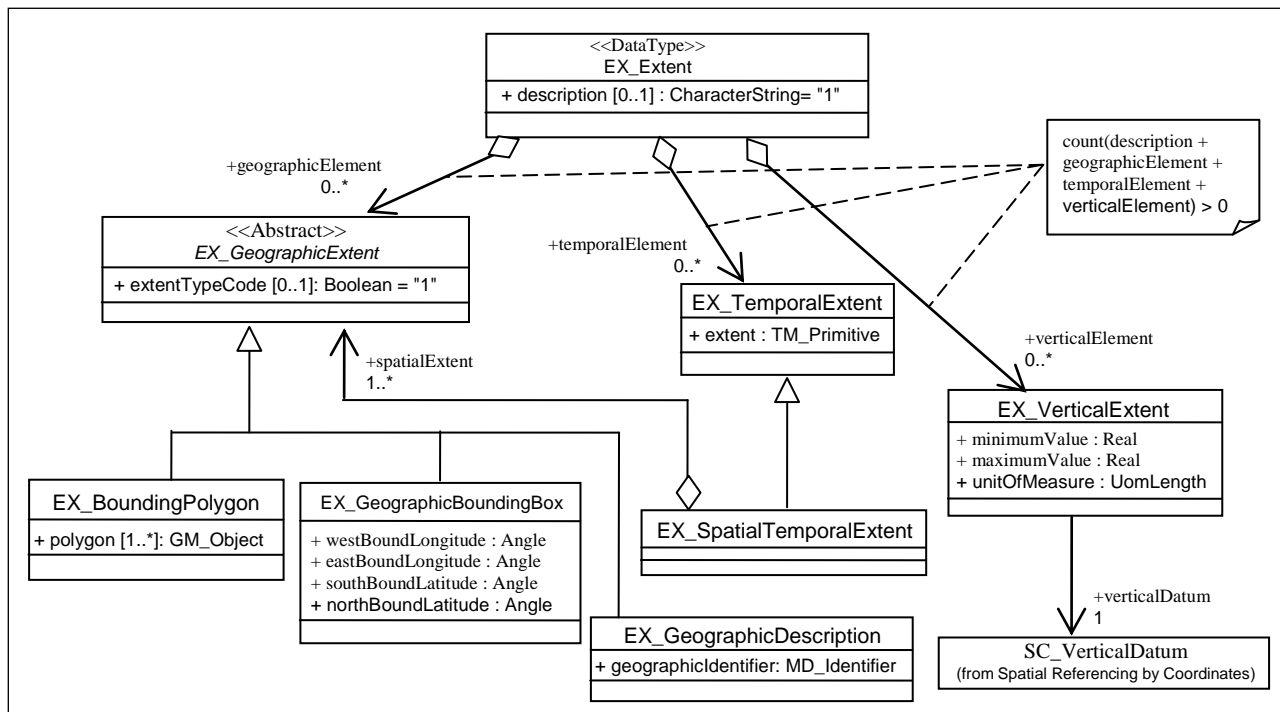 <<DataType>>
EX_Extent
+ description [0..1] : CharacterString= "1"
count(description +
geographicElement +
temporalElement +
verticalElement) > 0
+geographicElement
0..*
<<Abstract>>
EX_GeographicExtent
+ extentTypeCode [0..1]: Boolean = "1"
+temporalElement
0..*
EX_TemporalExtent
+ extent : TM_Primitive
+spatialExtent
1..*
+verticalElement
0..*
EX_VerticalExtent
+ minimumValue : Real
+ maximumValue : Real
+ unitOfMeasure : UomLength
EX_BoundingPolygon
+ polygon [1..*]: GM_Object
EX_GeographicBoundingBox
+ westBoundLongitude : Angle
+ eastBoundLongitude : Angle
+ southBoundLatitude : Angle
+ northBoundLatitude : Angle
EX_SpatialTemporalExtent
+verticalDatum
1
EX_GeographicDescription
+ geographicIdentifier: MD_Identifier
SC_VerticalDatum
(from Spatial Referencing by Coordinates)